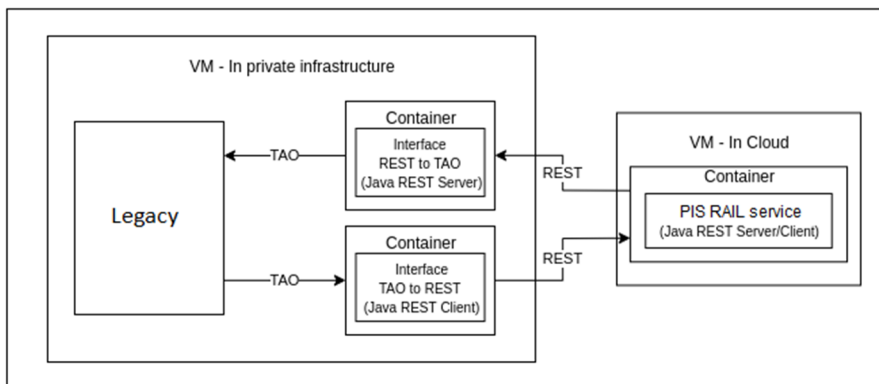 VM - In private infrastructure
Legacy
TAO
Container
Interface
REST to TAO
(Java REST Server)
REST
TAO
Container
Interface
TAO to REST
(Java REST Client)
REST
VM - In Cloud
Container
PIS RAIL service
(Java REST Server/Client)